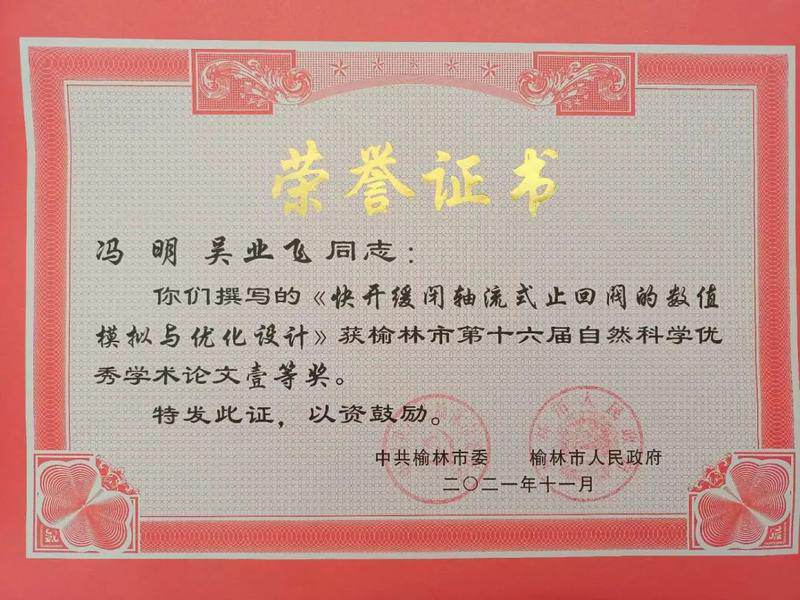 荣誉证书
冯 明 吴业飞同志：
你们撰写的《快开缓闭轴流式止回阀的数值
模拟与优化设计》获榆林市第十六届自然科学优
秀学术论文壹等奖。
特发此证，以资鼓励。
中共榆林市委 榆林市人民政府
二〇二一年十一月